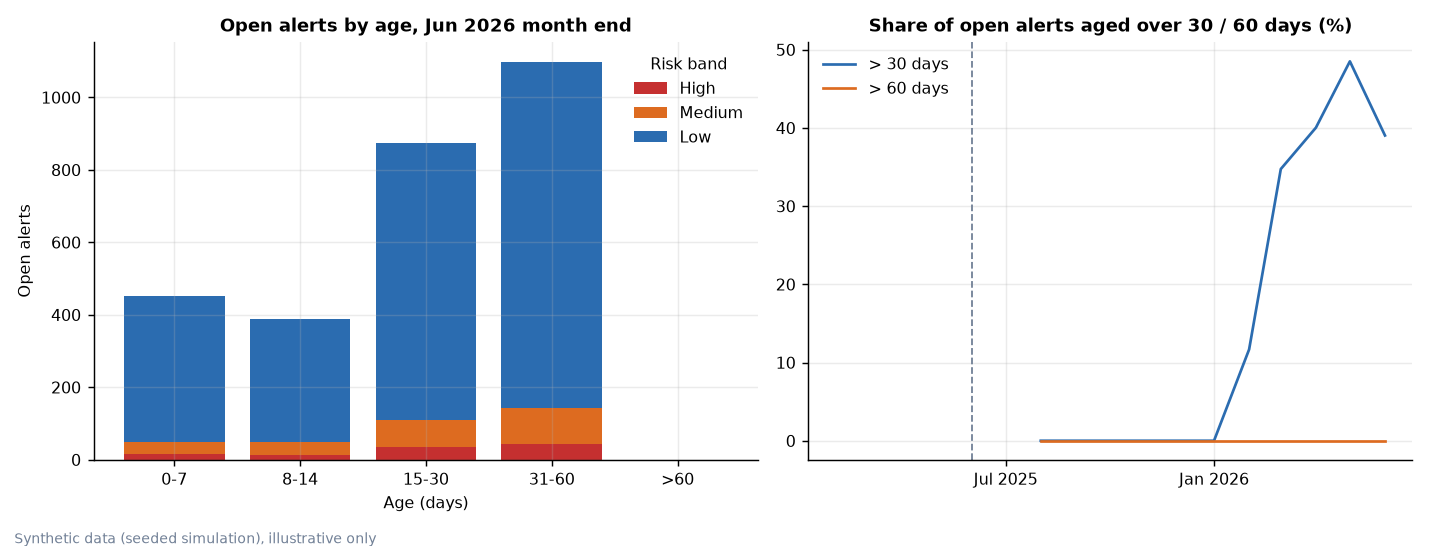 Open alerts by age, Jun 2026 month end
Open alerts
1000
800
600
400
200
0
Risk band
High
Medium
Low
0-7
8-14
15-30
31-60
>60
Age (days)
Share of open alerts aged over 30 / 60 days (%)
50
40
30
20
10
0
> 30 days
> 60 days
Jul 2025
Jan 2026
Synthetic data (seeded simulation), illustrative only